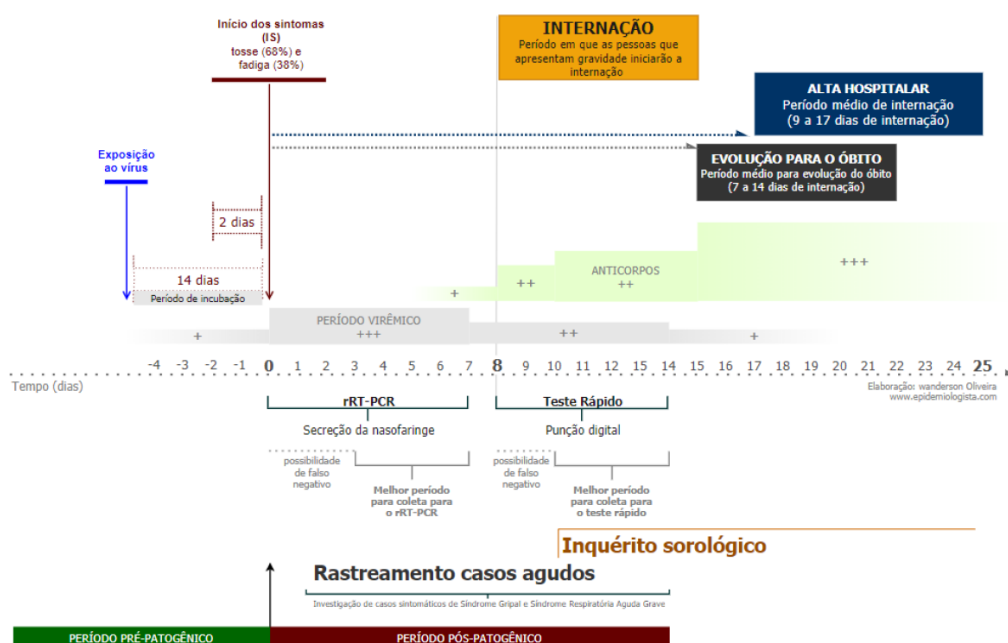 Início dos sintomas
(IS)
tosse (68%) e
fadiga (38%)
INTERNAÇÃO
Período em que as pessoas que
apresentam gravidade iniciarão a
internação
ALTA HOSPITALAR
Período médio de internação
(9 a 17 dias de internação)
Exposição
ao vírus
EVOLUÇÃO PARA O ÓBITO
Período médio para evolução do óbito
(7 a 14 dias de internação)
2 dias
14 dias
Período de incubação
+
++
ANTICORPOS
++
+++
PERÍODO VIRÊMICO
+
+++
++
+
-4 -3 -2 -1 0 1 2 3 4 5 6 7 8 9 10 11 12 13 14 15 16 17 18 19 20 21 22 23 24 25
Tempo (dias)
Elaboração: wanderson Oliveira
www.epidemiologista.com
rRT-PCR
Secreção da nasofaringe
possibilidade
de falso
negativo
Melhor período
para coleta para
o rRT-PCR
Teste Rápido
Punção digital
possibilidade
de falso
negativo
Melhor período
para coleta para
o teste rápido
Inquérito sorológico
Rastreamento casos agudos
Investigação de casos sintomáticos de Síndrome Gripal e Síndrome Respiratória Aguda Grave
PERÍODO PRÉ-PATOGÊNICO
PERÍODO PÓS-PATOGÊNICO